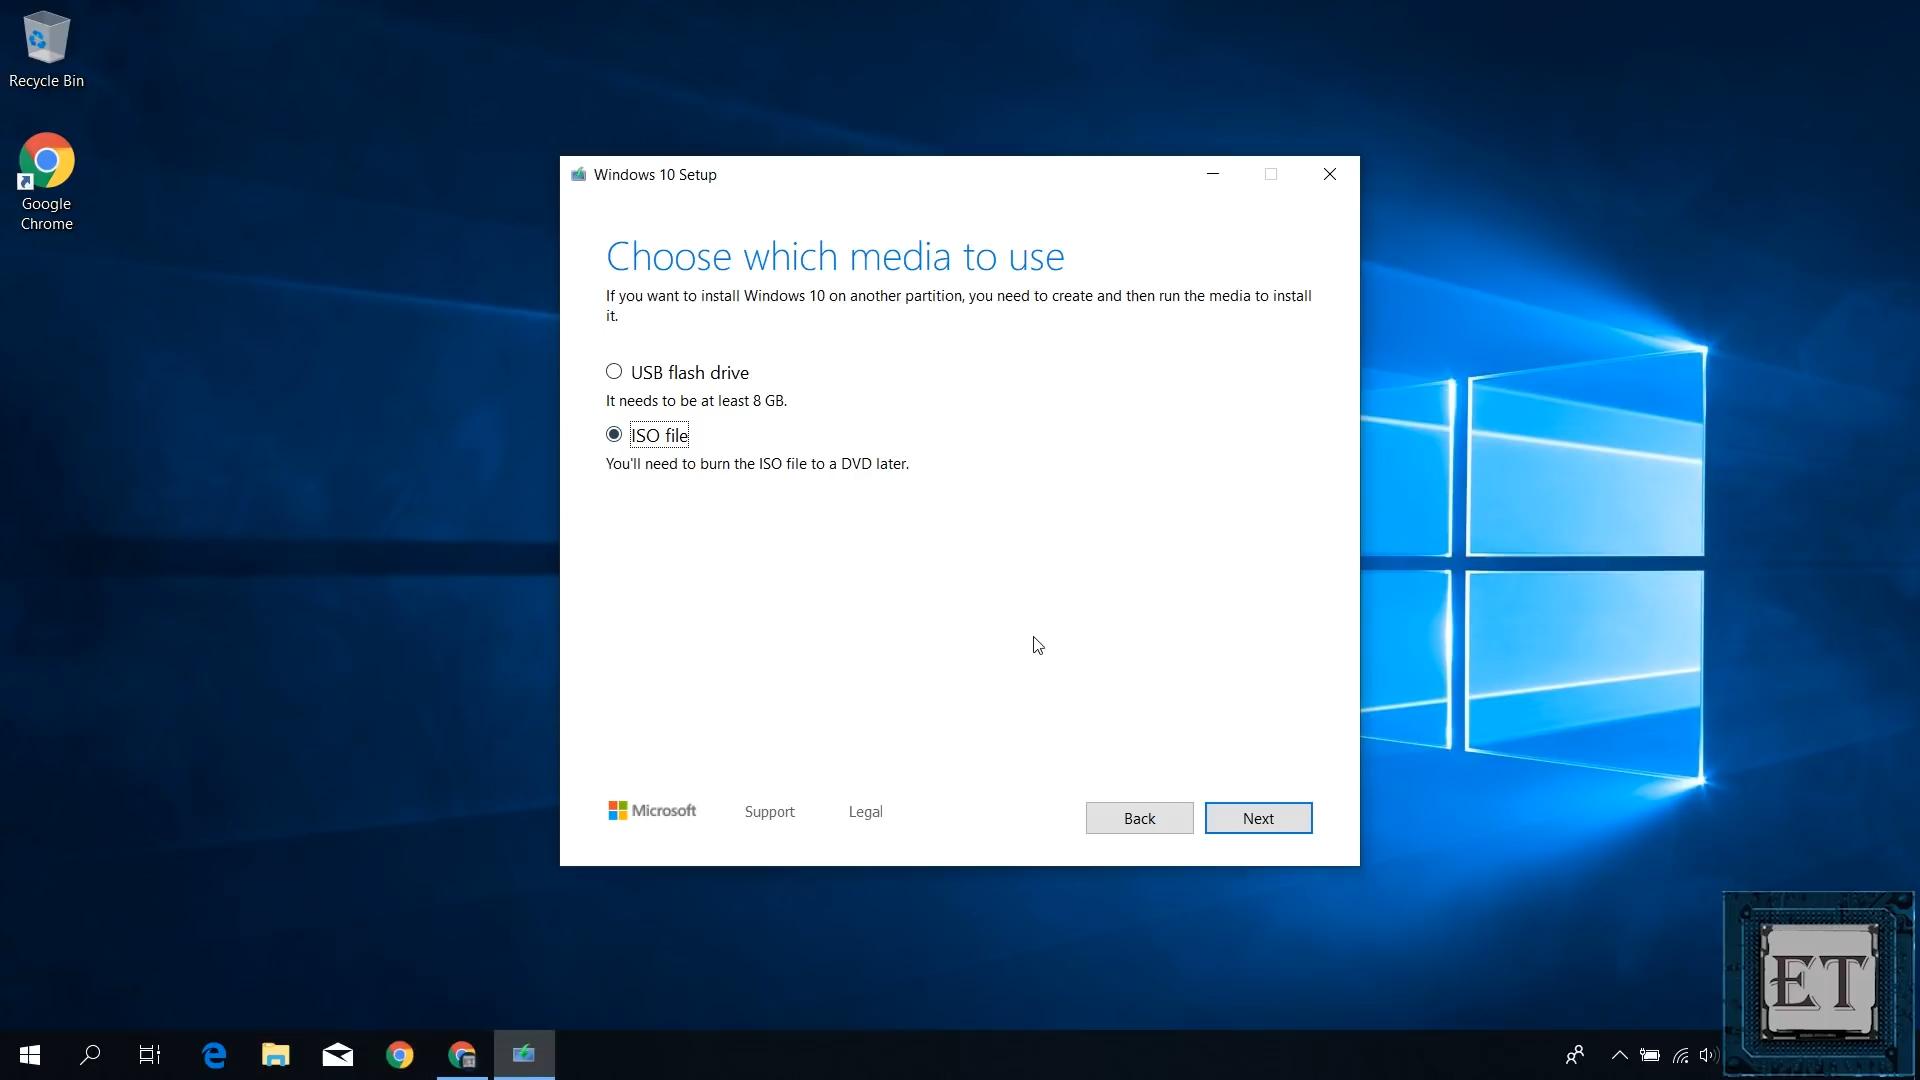 Recycle Bin
Google
Chrome
Windows 10 Setup
Choose which media to use
If you want to install Windows 10 on another partition, you need to create and then run the media to install
it.
USB flash drive
It needs to be at least 8 GB.
ISO file
You'll need to burn the ISO file to a DVD later.
Microsoft
Support
Legal
Back
Next
ET